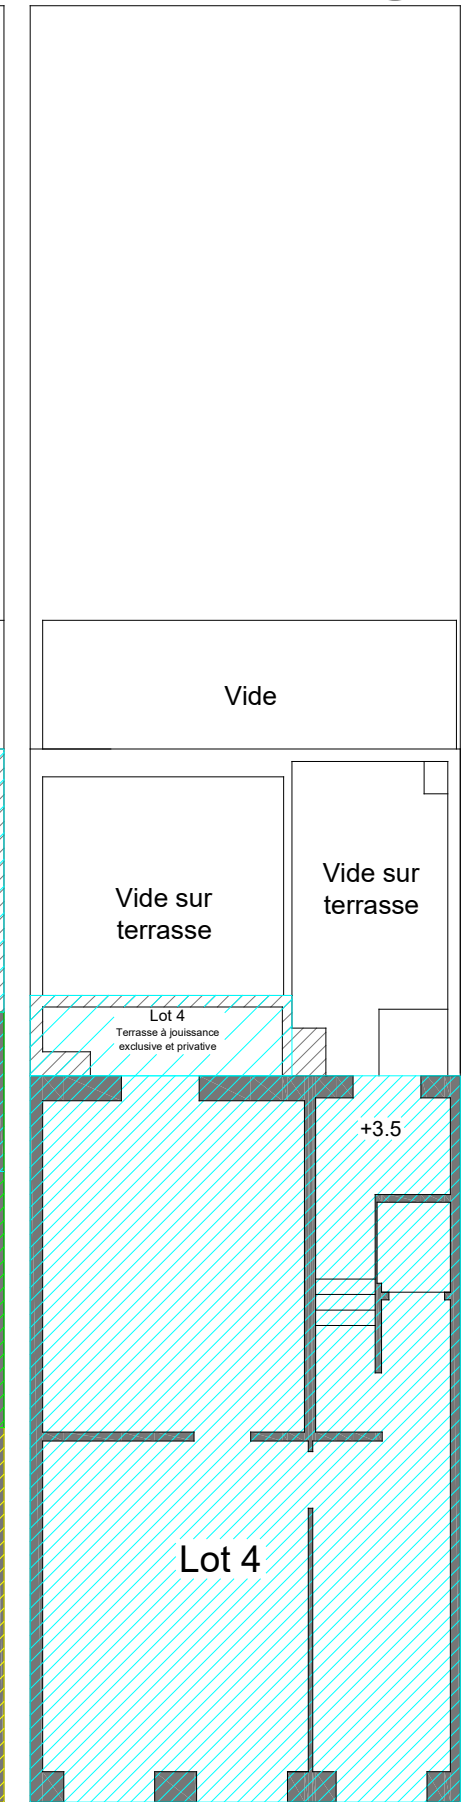 Vide
Vide sur
terrasse
Vide sur
terrasse
Lot 4
Terrasse à jouissance
exclusive et privative
+3.5
Lot 4